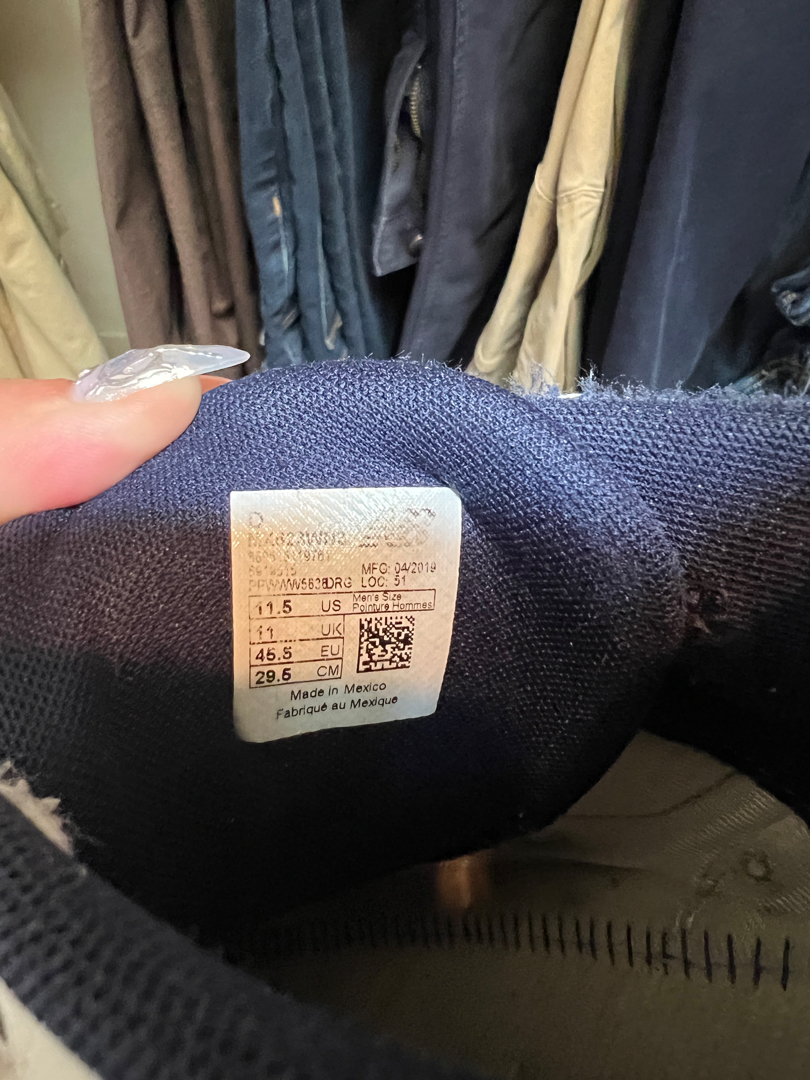 D
MFG: 04/2019
LOC: 51
11.5 US
Men's Size
Pointure Hommes
11 UK
45.5 EU
29.5 CM
Made in Mexico
Fabriqué au Mexique